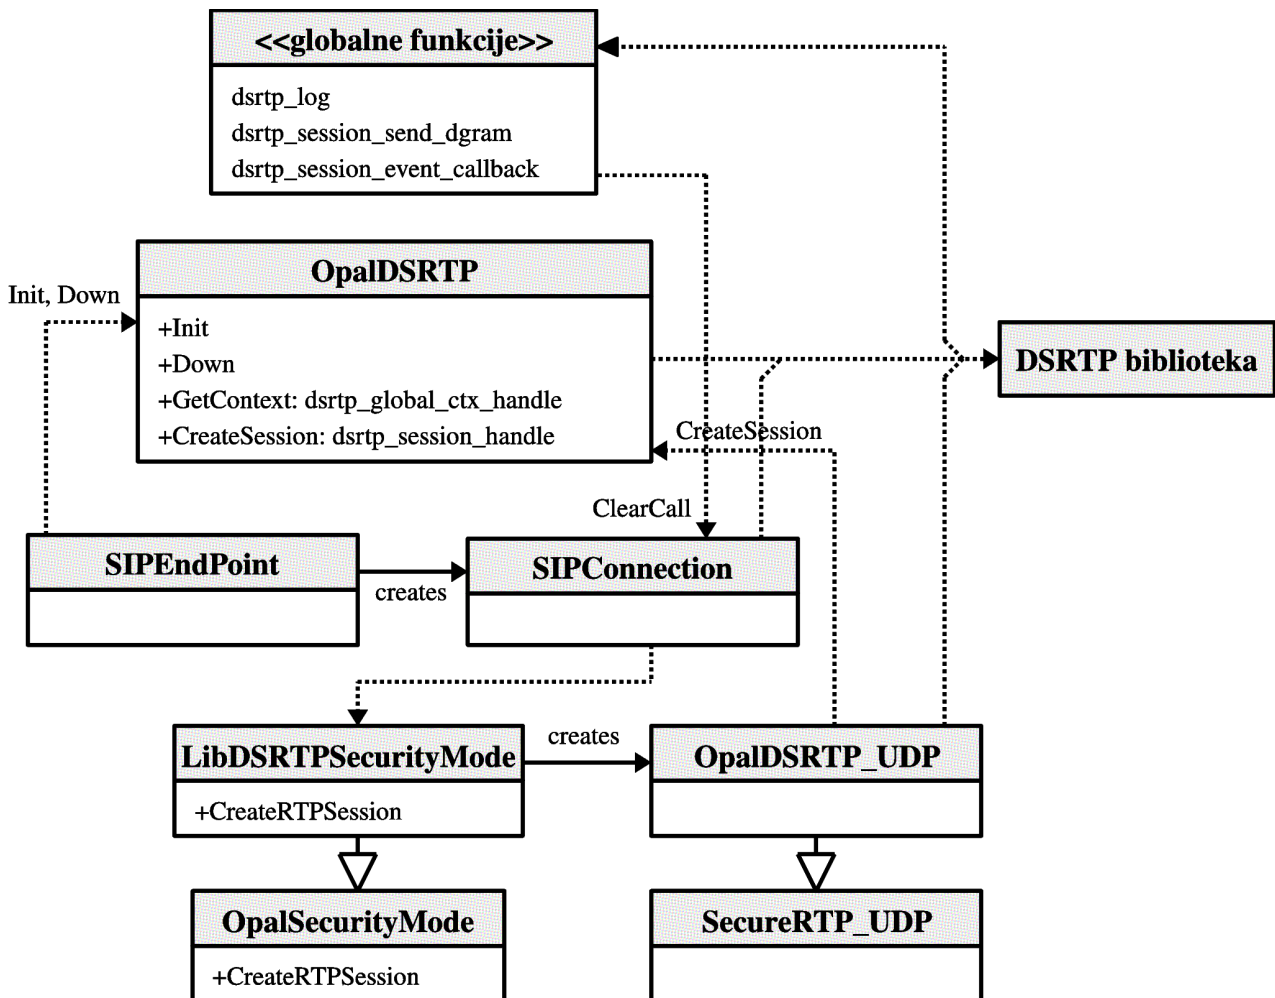 <<globalne funkcije>>
dsrtp_log
dsrtp_session_send_dgram
dsrtp_session_event_callback
OpalDSRTP
Init, Down
+Init
+Down
+GetContext: dsrtp_global_ctx_handle
+CreateSession: dsrtp_session_handle
DSRTP biblioteka
CreateSession
ClearCall
SIPEndPoint
creates
SIPConnection
LibDSRTPSecurityMode
+CreateRTPSession
creates
OpalDSRTP_UDP
OpalSecurityMode
+CreateRTPSession
SecureRTP_UDP